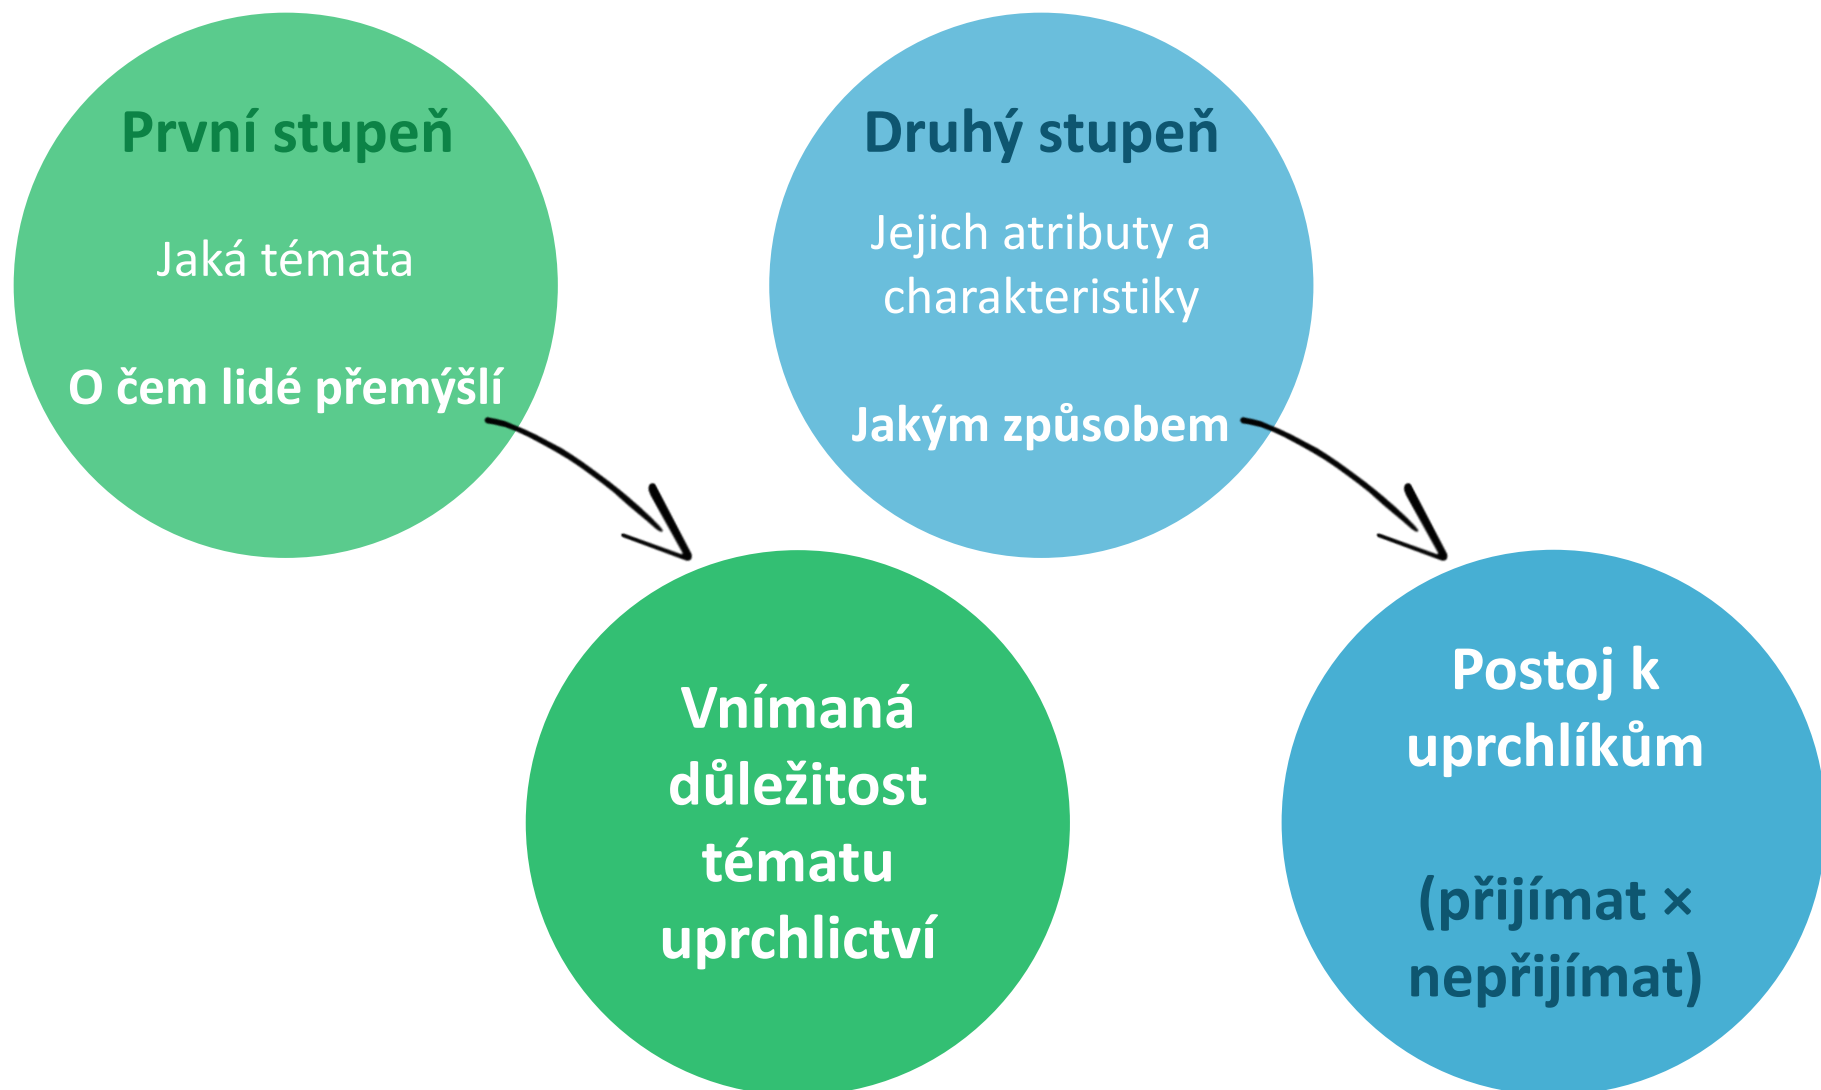 První stupeň
Jaká témata
O čem lidé přemýšlí
Druhý stupeň
Jejich atributy a
charakteristiky
Jakým způsobem
Vnímaná
důležitost
tématu
uprchlictví
Postoj k
uprchlíkům
(přijímat ×
nepřijímat)